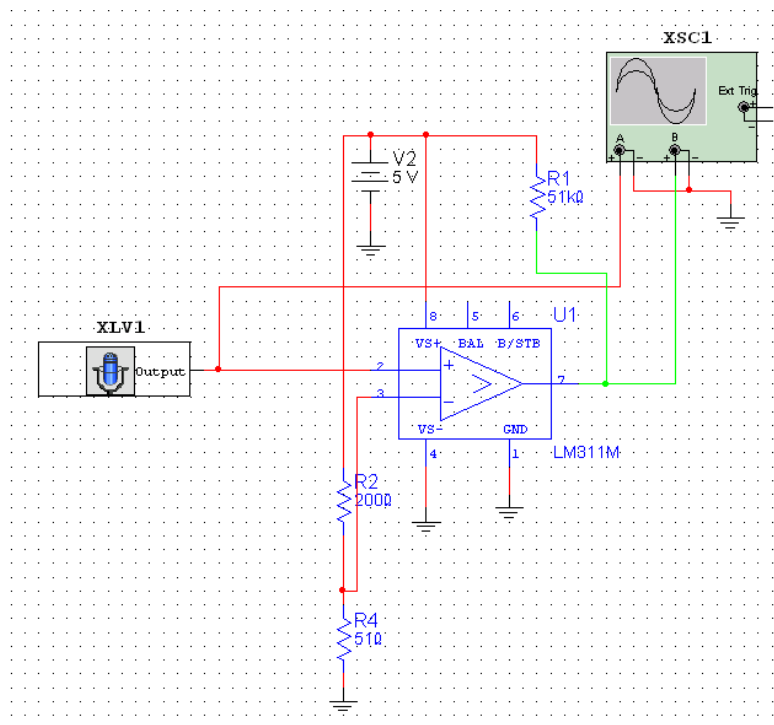 XSC1
Ext Trig
+
−
A
B
+ − + −
V2
5 V
R1
51kΩ
XLV1
Output
8 5 6 U1
VS+ BAL B/STB
2 + 7
3 −
VS- GND
4 1 LM311M
R2
200Ω
R4
51Ω